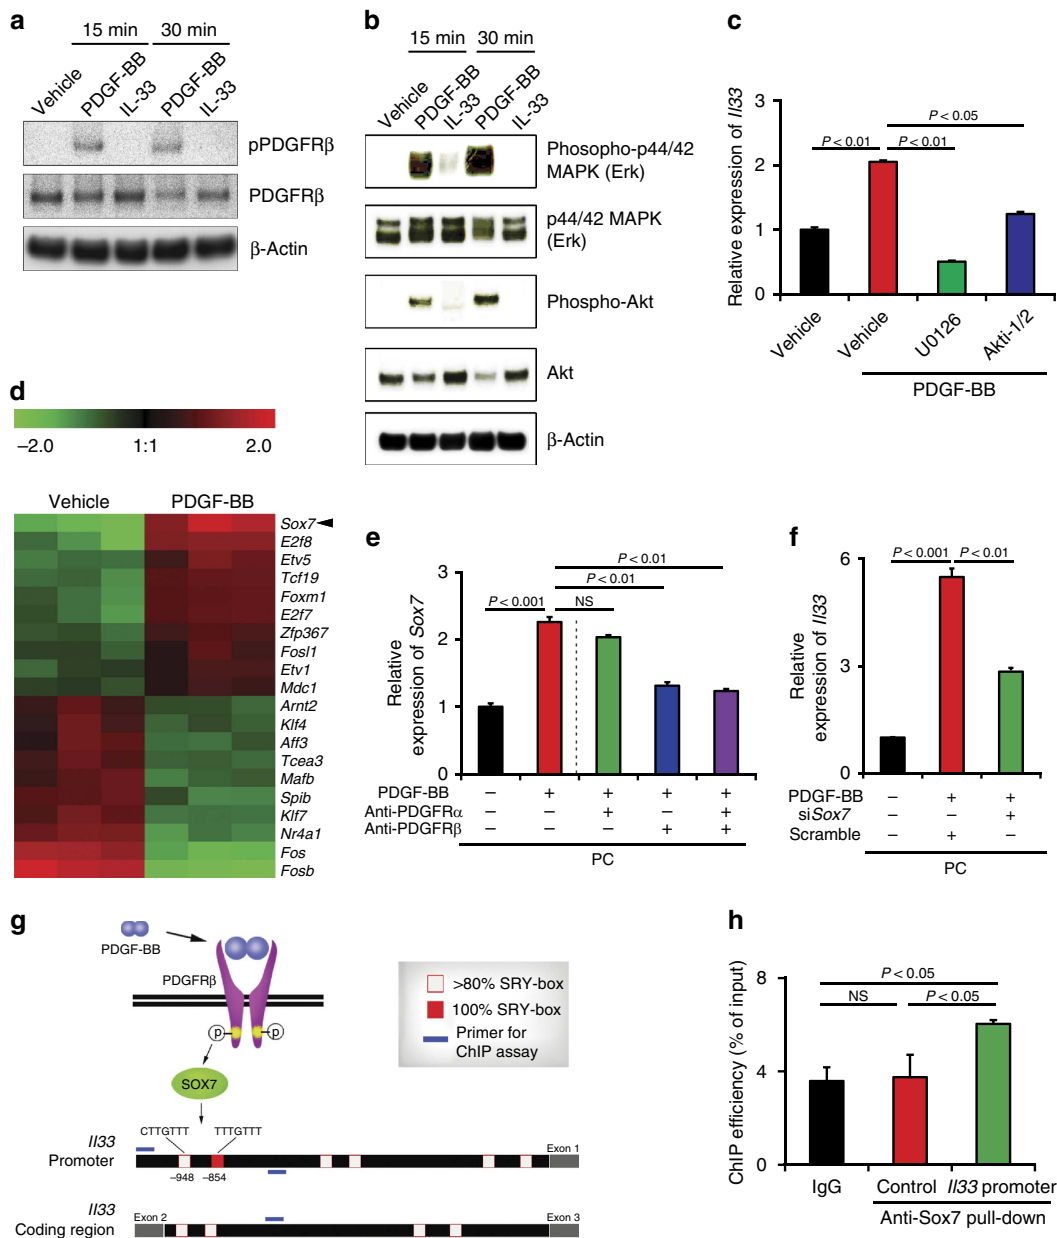 a
15 min 30 min
Vehicle PDGF-BB IL-33 PDGF-BB IL-33
pPDGFRβ
PDGFRβ
β-Actin
b
15 min 30 min
Vehicle PDGF-BB IL-33 PDGF-BB IL-33
Phosopho-p44/42
MAPK (Erk)
p44/42 MAPK
(Erk)
Phospho-Akt
Akt
β-Actin
c
Relative expression of Il33
3
2
1
0
P < 0.05
P < 0.01 P < 0.01
Vehicle Vehicle U0126 Akti-1/2
PDGF-BB
d
–2.0 1:1 2.0
Vehicle PDGF-BB
Sox7
E2f8
Etv5
Tcf19
Foxm1
E2f7
Zfp367
Fosl1
Etv1
Mdc1
Arnt2
Klf4
Aff3
Tcea3
Mafb
Spib
Klf7
Nr4a1
Fos
Fosb
e
Relative
expression of Sox7
3
2
1
0
P < 0.01
P < 0.01
P < 0.001 NS
PDGF-BB – + + + +
Anti-PDGFRα – – + – +
Anti-PDGFRβ – – – + +
PC
f
Relative
expression of Il33
6
3
0
P < 0.001 P < 0.01
PDGF-BB – + +
siSox7 – – +
Scramble – + –
PC
g
PDGF-BB
PDGFRβ
p p
SOX7
CTTGTTT TTTGTTT
Il33
Promoter
Exon 1
–948 –854
Il33
Coding region
Exon 2 Exon 3
>80% SRY-box
100% SRY-box
Primer for
ChIP assay
h
ChIP efficiency (% of input)
8
4
0
P < 0.05
NS P < 0.05
IgG Control Il33 promoter
Anti-Sox7 pull-down